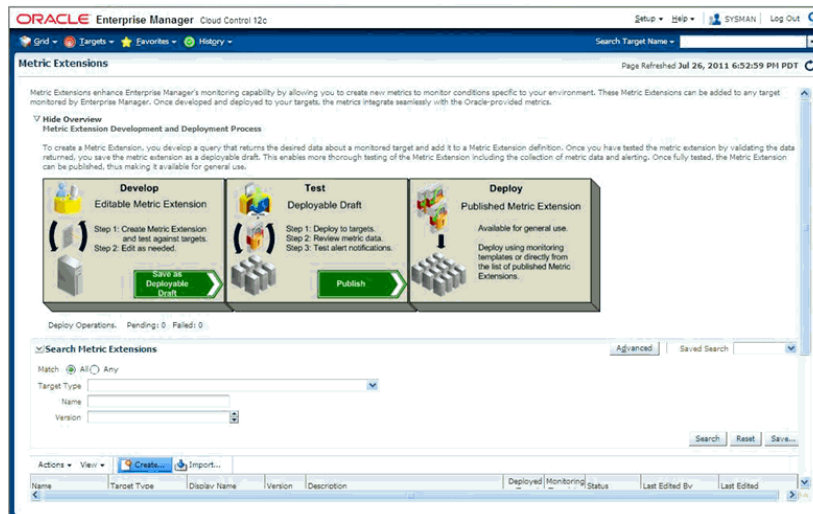 ORACLE Enterprise Manager Cloud Control 12c
Setup Help SYSMAN Log Out
Grid Targets Favorites History Search Target Name
Metric Extensions
Page Refreshed Jul 26, 2011 6:52:59 PM PDT
Metric Extensions enhance Enterprise Manager's monitoring capability by allowing you to create new metrics to monitor conditions specific to your environment. These Metric Extensions can be added to any target
monitored by Enterprise Manager. Once developed and deployed to your targets, the metrics integrate seamlessly with the Oracle-provided metrics.
Hide Overview
Metric Extension Development and Deployment Process
To create a Metric Extension, you develop a query that returns the desired data about a monitored target and add it to a Metric Extension definition. Once you have tested the metric extension by validating the data
returned, you save the metric extension as a deployable draft. This enables more thorough testing of the Metric Extension including the collection of metric data and alerting. Once fully tested, the Metric Extension
can be published, thus making it available for general use.
Develop
Editable Metric Extension
Step 1: Create Metric Extension
and test against targets.
Step 2: Edit as needed.
Save as
Deployable
Draft
Test
Deployable Draft
Step 1: Deploy to targets.
Step 2: Review metric data.
Step 3: Test alert notifications.
Publish
Deploy
Published Metric Extension
Available for general use.
Deploy using monitoring
templates or directly from
the list of published Metric
Extensions.
Deploy Operations. Pending: 0 Failed: 0
Search Metric Extensions
Advanced Saved Search
Match All Any
Target Type
Name
Version
Search Reset Save...
Actions View Create... Import...
Name Target Type Display Name Version Description Deployed Monitoring Status Last Edited By Last Edited